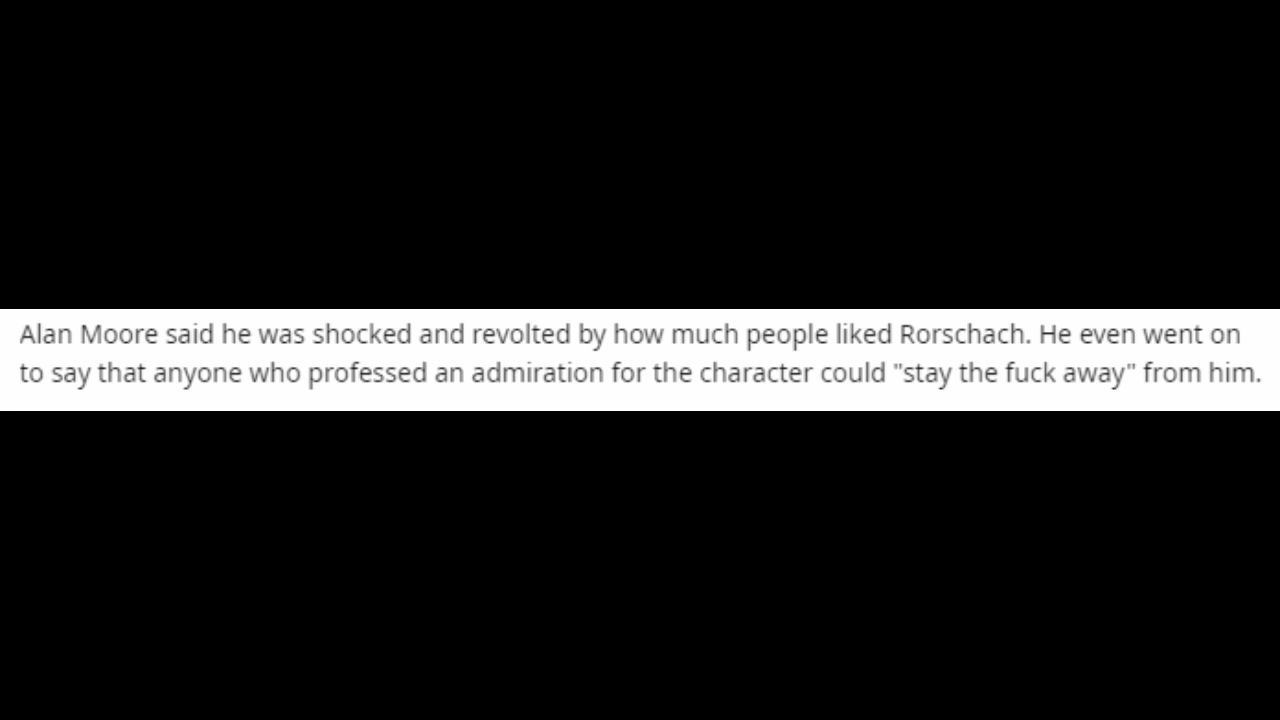 Alan Moore said he was shocked and revolted by how much people liked Rorschach. He even went on
to say that anyone who professed an admiration for the character could "stay the fuck away" from him.